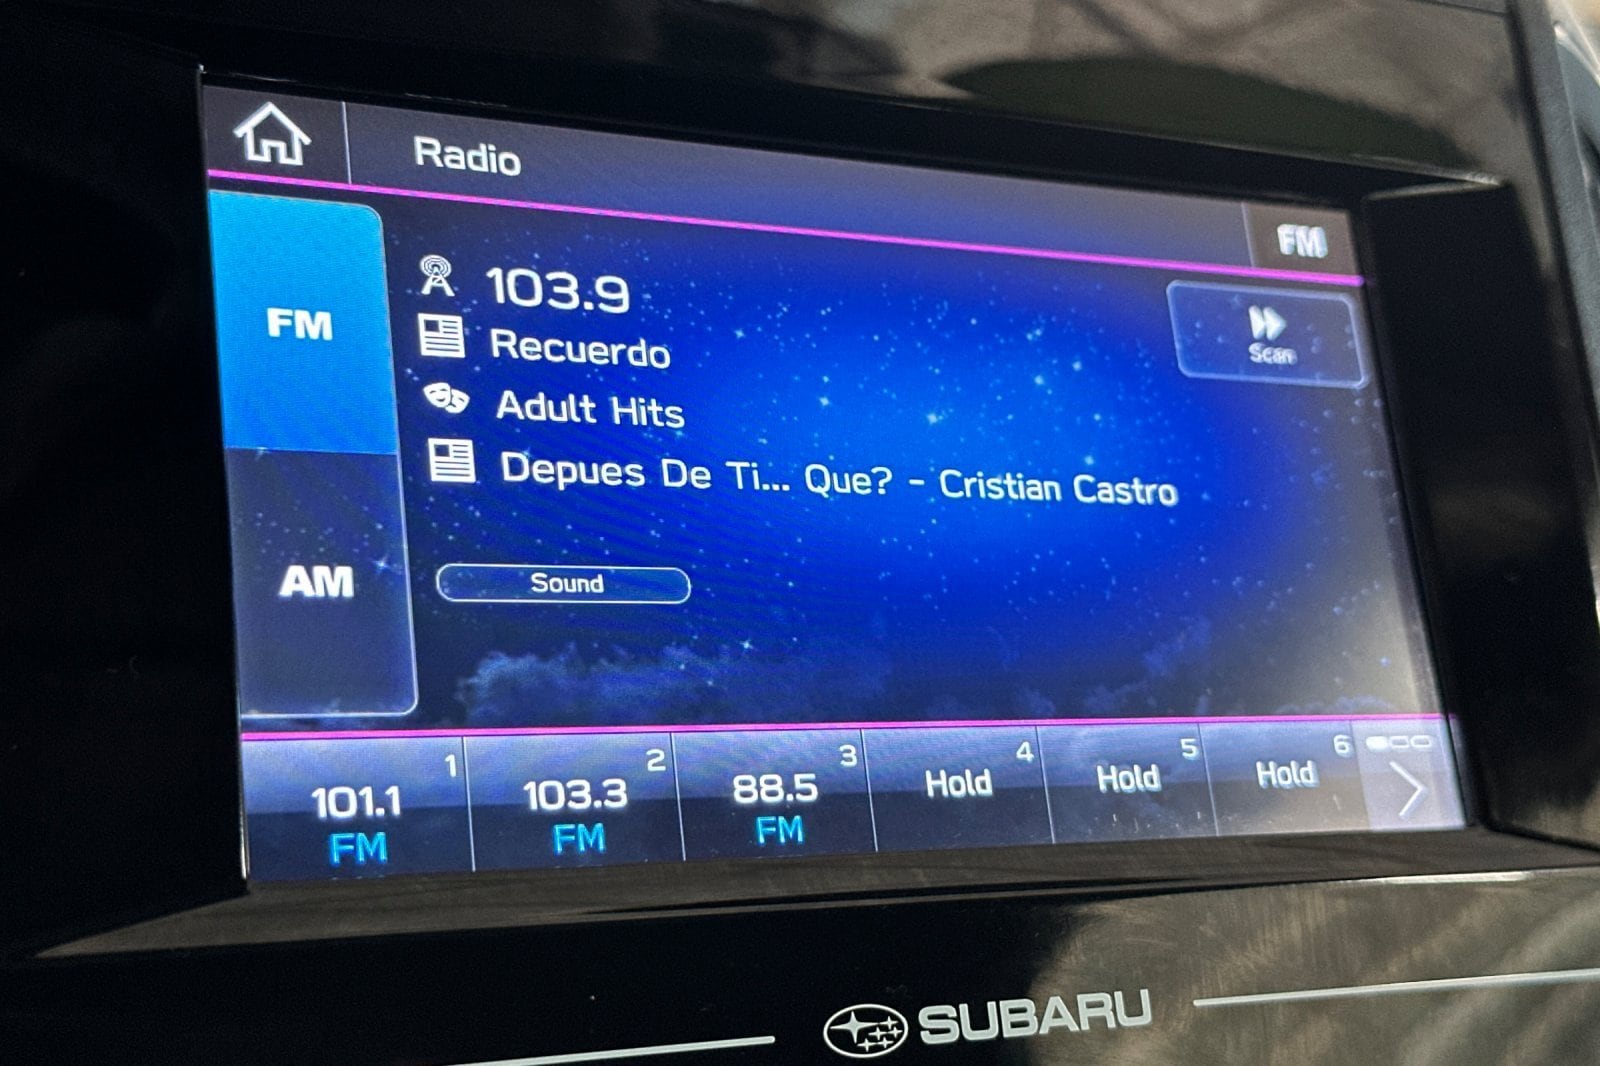 Radio
FM
103.9
Recuerdo
Adult Hits
Depues De Ti... Que? - Cristian Castro
Scan
FM
AM
Sound
1
101.1
FM
2
103.3
FM
3
88.5
FM
4
Hold
5
Hold
6
Hold
SUBARU